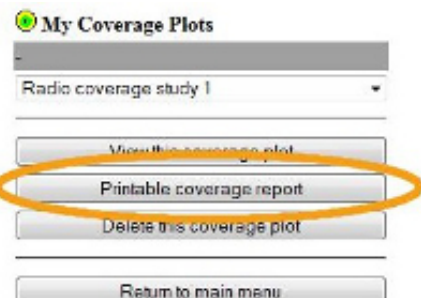 My Coverage Plots
-
Radio coverage study 1
View this coverage plot
Printable coverage report
Delete this coverage plot
Return to main menu